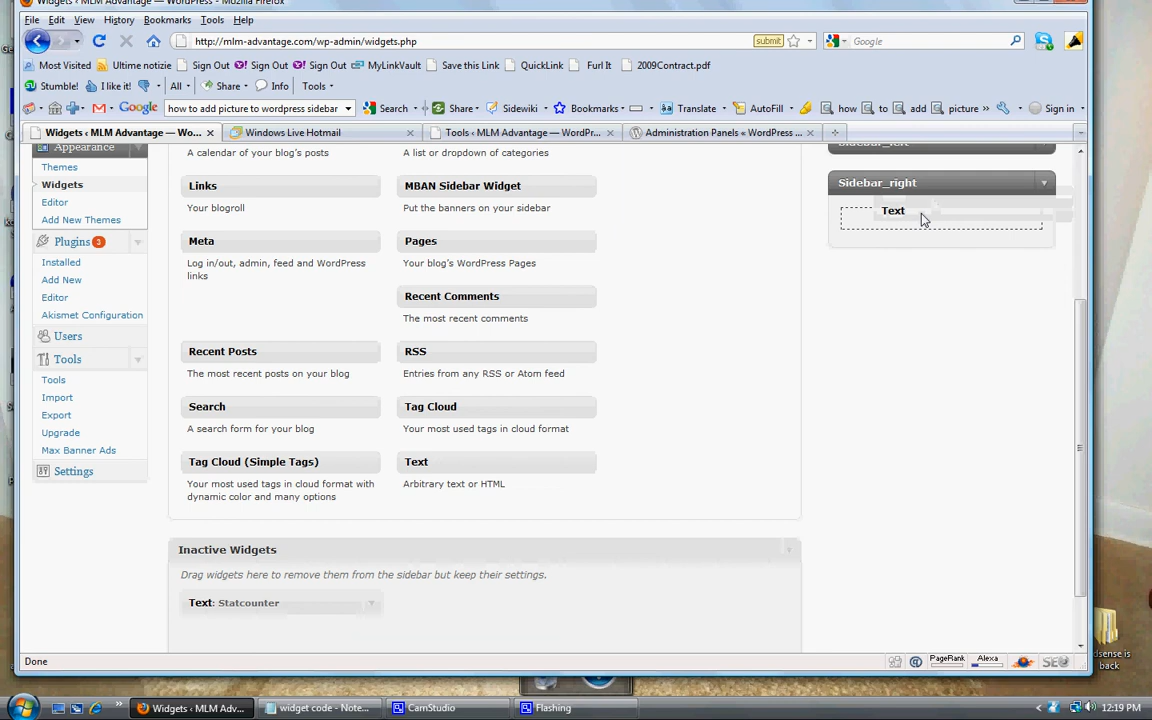 Widgets ‹ MLM Advantage — WordPress - Mozilla Firefox
File Edit View History Bookmarks Tools Help
http://mlm-advantage.com/wp-admin/widgets.php submit Google
Most Visited Ultime notizie Sign Out Sign Out Sign Out MyLinkVault Save this Link QuickLink Furl It 2009Contract.pdf
Stumble! I like it! All Share Info Tools
Google how to add picture to wordpress sidebar Search Share Sidewiki Bookmarks Translate AutoFill how to add picture » Sign in
Widgets ‹ MLM Advantage — Wo... Windows Live Hotmail Tools ‹ MLM Advantage — WordPr... Administration Panels « WordPress ...
Appearance
Themes
Widgets
Editor
Add New Themes
Plugins 3
Installed
Add New
Editor
Akismet Configuration
Users
Tools
Tools
Import
Export
Upgrade
Max Banner Ads
Settings
A calendar of your blog's posts
A list or dropdown of categories
Links
Your blogroll
MBAN Sidebar Widget
Put the banners on your sidebar
Meta
Log in/out, admin, feed and WordPress
links
Pages
Your blog's WordPress Pages
Recent Comments
The most recent comments
Recent Posts
The most recent posts on your blog
RSS
Entries from any RSS or Atom feed
Search
A search form for your blog
Tag Cloud
Your most used tags in cloud format
Tag Cloud (Simple Tags)
Your most used tags in cloud format with
dynamic color and many options
Text
Arbitrary text or HTML
Inactive Widgets
Drag widgets here to remove them from the sidebar but keep their settings.
Text: Statcounter
Sidebar_left
Sidebar_right
Text
Done PageRank Alexa SEO
dsense is
back
» Widgets ‹ MLM Adv... widget code - Note... CamStudio Flashing 12:19 PM